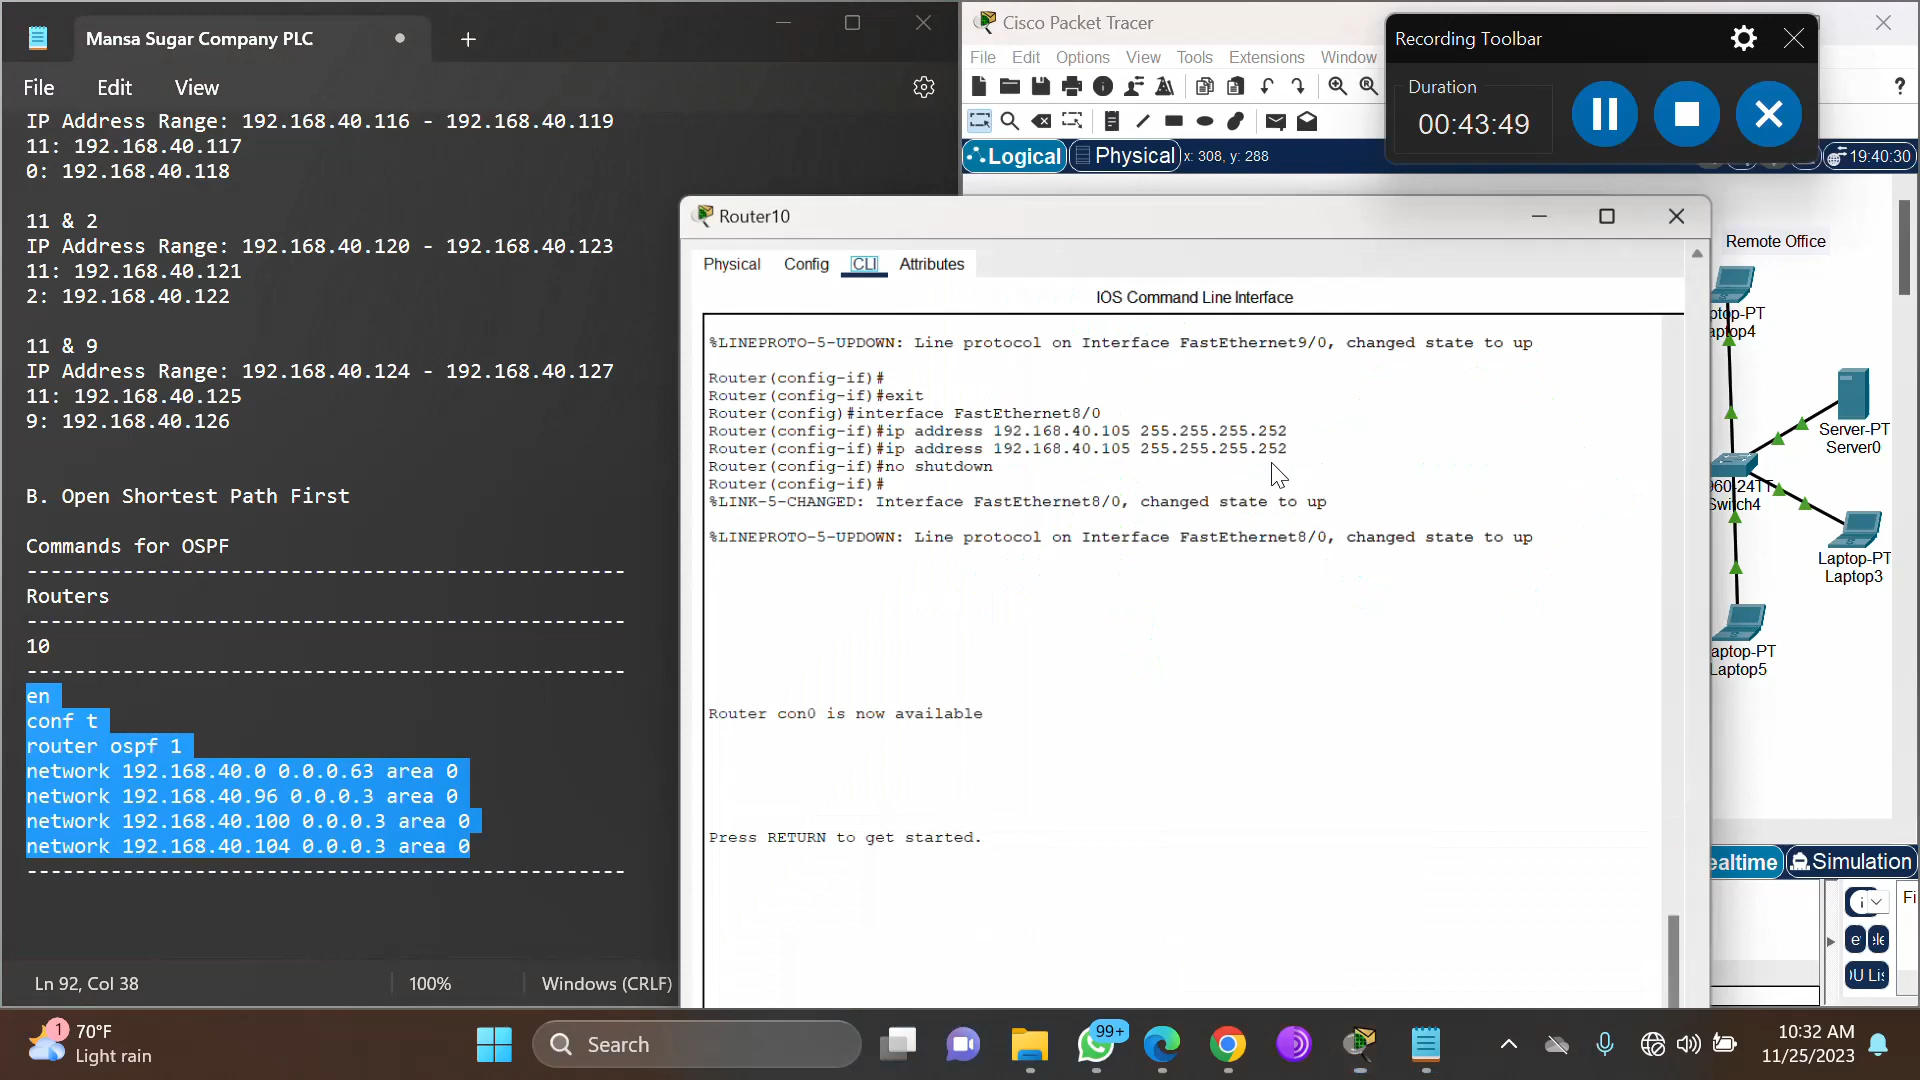 Mansa Sugar Company PLC
File Edit View
IP Address Range: 192.168.40.116 - 192.168.40.119
11: 192.168.40.117
0: 192.168.40.118
11 & 2
IP Address Range: 192.168.40.120 - 192.168.40.123
11: 192.168.40.121
2: 192.168.40.122
11 & 9
IP Address Range: 192.168.40.124 - 192.168.40.127
11: 192.168.40.125
9: 192.168.40.126
B. Open Shortest Path First
Commands for OSPF
--------------------------------------------------
Routers
--------------------------------------------------
10
--------------------------------------------------
en
conf t
router ospf 1
network 192.168.40.0 0.0.0.63 area 0
network 192.168.40.96 0.0.0.3 area 0
network 192.168.40.100 0.0.0.3 area 0
network 192.168.40.104 0.0.0.3 area 0
--------------------------------------------------
Ln 92, Col 38 100% Windows (CRLF)
Cisco Packet Tracer
File Edit Options View Tools Extensions Window
Logical Physical x: 308, y: 288
19:40:30
Recording Toolbar
Duration
00:43:49
Router10
Physical Config CLI Attributes
IOS Command Line Interface
%LINEPROTO-5-UPDOWN: Line protocol on Interface FastEthernet9/0, changed state to up
Router(config-if)#
Router(config-if)#exit
Router(config)#interface FastEthernet8/0
Router(config-if)#ip address 192.168.40.105 255.255.255.252
Router(config-if)#ip address 192.168.40.105 255.255.255.252
Router(config-if)#no shutdown
Router(config-if)#
%LINK-5-CHANGED: Interface FastEthernet8/0, changed state to up
%LINEPROTO-5-UPDOWN: Line protocol on Interface FastEthernet8/0, changed state to up
Router con0 is now available
Press RETURN to get started.
Remote Office
ptop-PT
aptop4
Server-PT
Server0
960-24TT
Switch4
Laptop-PT
Laptop3
aptop-PT
Laptop5
ealtime Simulation
Fi
U Lis
1
70°F
Light rain
Search
99+
10:32 AM
11/25/2023